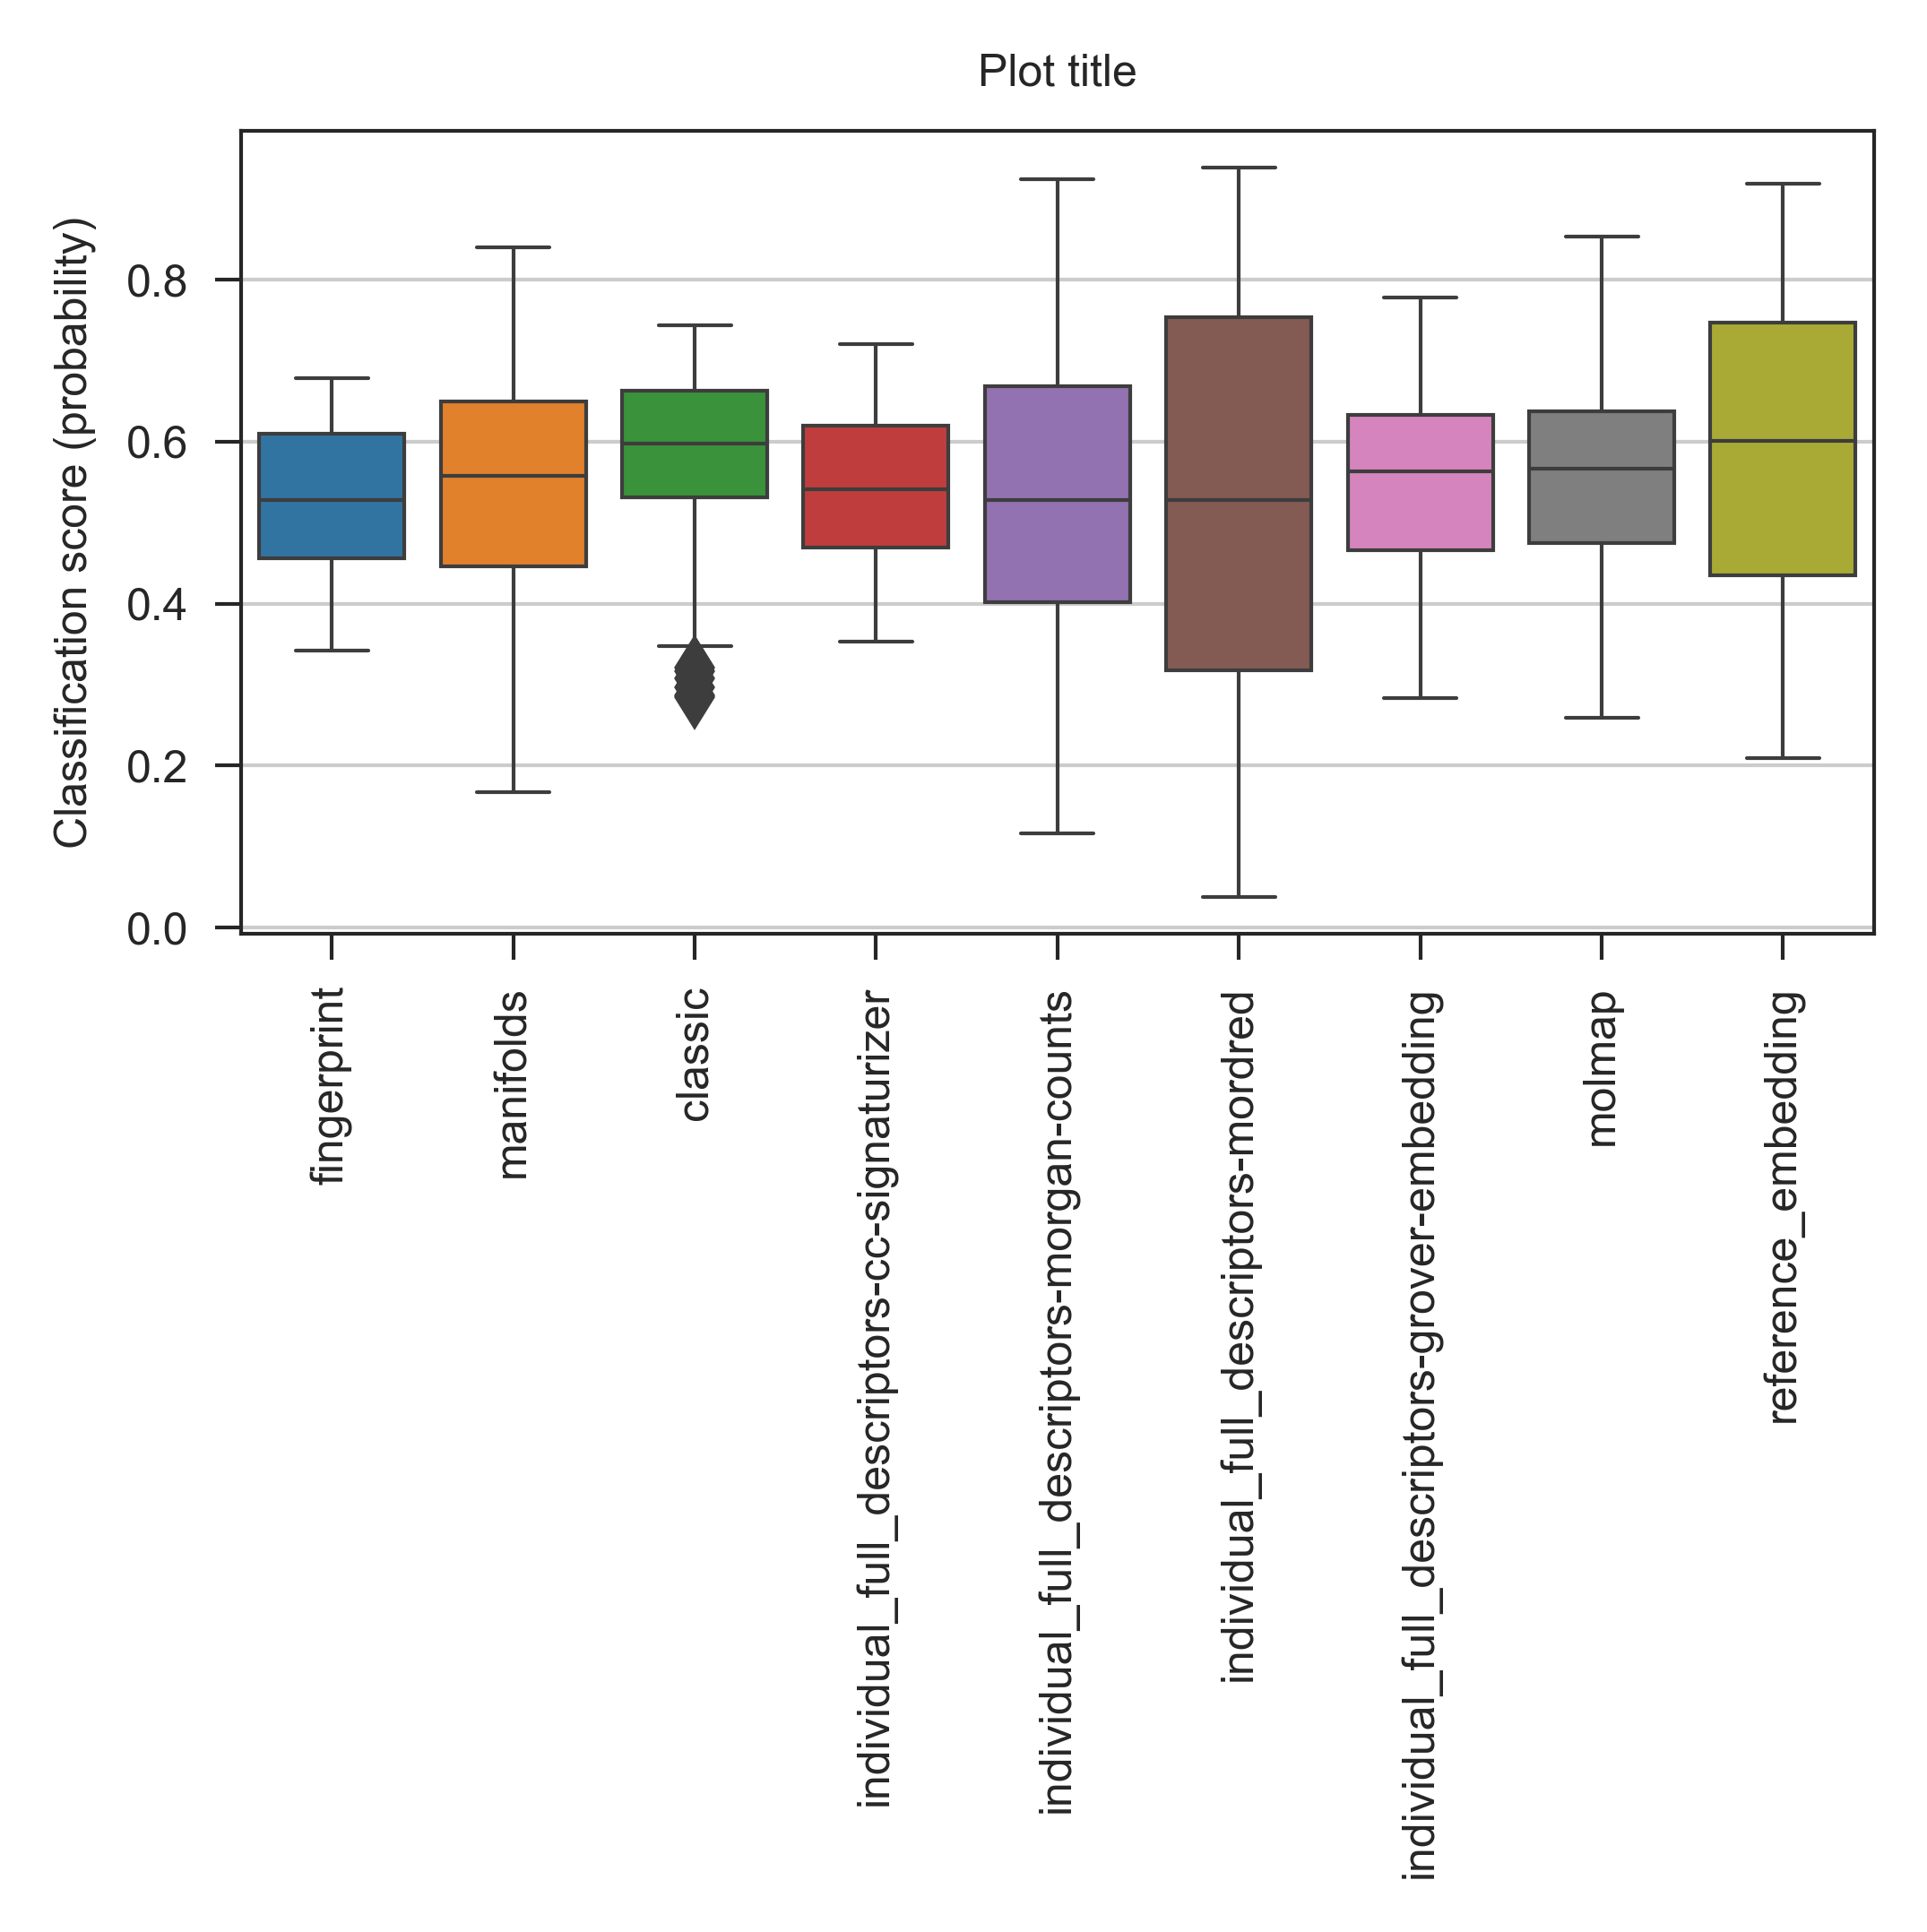 Plot title
Classification score (probability)
0.8
0.6
0.4
0.2
0.0
fingerprint
manifolds
classic
individual_full_descriptors-cc-signaturizer
individual_full_descriptors-morgan-counts
individual_full_descriptors-mordred
individual_full_descriptors-grover-embedding
molmap
reference_embedding